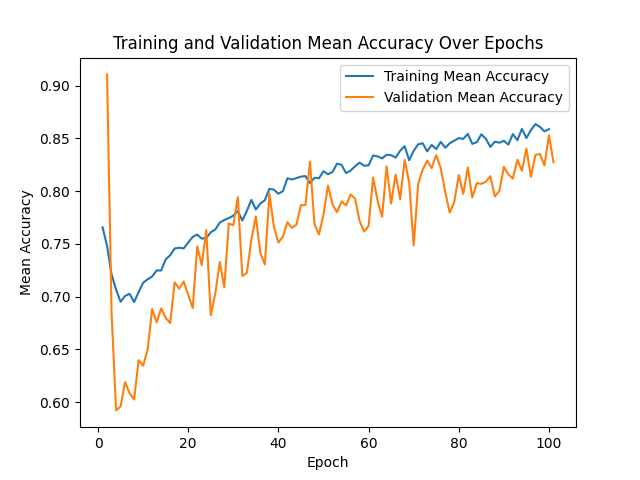 Training and Validation Mean Accuracy Over Epochs
Training Mean Accuracy
Validation Mean Accuracy
0.90
0.85
0.80
0.75
0.70
0.65
0.60
Mean Accuracy
0 20 40 60 80 100
Epoch